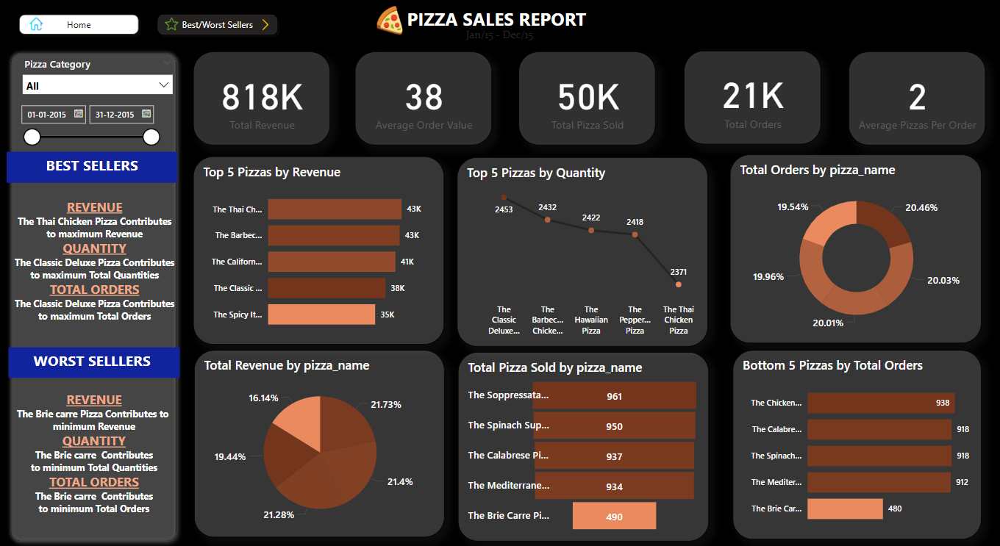 Home
Best/Worst Sellers
PIZZA SALES REPORT
Jan/15 - Dec/15
Pizza Category
All
01-01-2015
31-12-2015
818K
Total Revenue
38
Average Order Value
50K
Total Pizza Sold
21K
Total Orders
2
Average Pizzas Per Order
BEST SELLERS
REVENUE
The Thai Chicken Pizza Contributes
to maximum Revenue
QUANTITY
The Classic Deluxe Pizza Contributes
to maximum Total Quantities
TOTAL ORDERS
The Classic Deluxe Pizza Contributes
to maximum Total Orders
WORST SELLLERS
REVENUE
The Brie carre Pizza Contributes to
minimum Revenue
QUANTITY
The Brie carre Contributes
to minimum Total Quantities
TOTAL ORDERS
The Brie carre Contributes
to minimum Total Orders
Top 5 Pizzas by Revenue
The Thai Ch... 43K
The Barbec... 43K
The Californ... 41K
The Classic ... 38K
The Spicy It... 35K
Top 5 Pizzas by Quantity
2453
2432
2422
2418
2371
The
Classic
Deluxe...
The
Barbec...
Chicke...
The
Hawaiian
Pizza
The
Pepper...
Pizza
The Thai
Chicken
Pizza
Total Orders by pizza_name
19.54%
20.46%
19.96%
20.03%
20.01%
Total Revenue by pizza_name
16.14%
21.73%
19.44%
21.4%
21.28%
Total Pizza Sold by pizza_name
The Soppressata... 961
The Spinach Sup... 950
The Calabrese Pi... 937
The Mediterrane... 934
The Brie Carre Pi... 490
Bottom 5 Pizzas by Total Orders
The Chicken... 938
The Calabre... 918
The Spinach... 918
The Mediter... 912
The Brie Car... 480